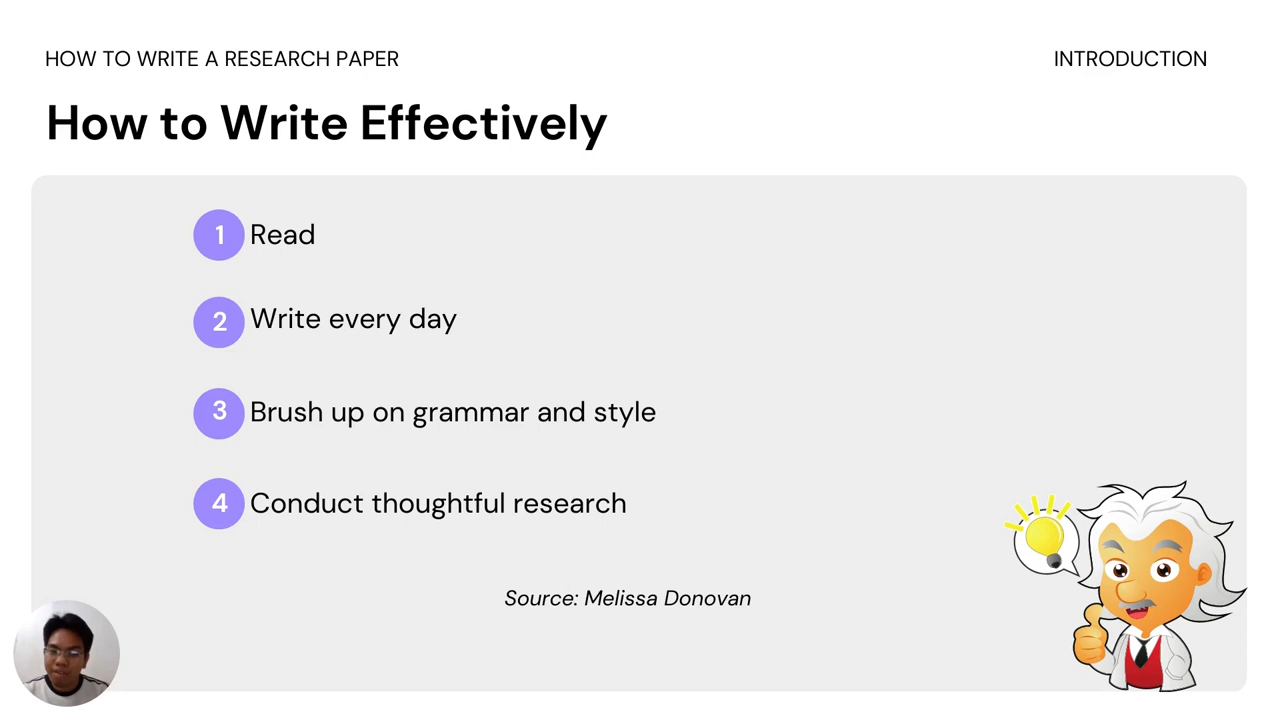 HOW TO WRITE A RESEARCH PAPER
INTRODUCTION
How to Write Effectively
1 Read
2 Write every day
3 Brush up on grammar and style
4 Conduct thoughtful research
Source: Melissa Donovan